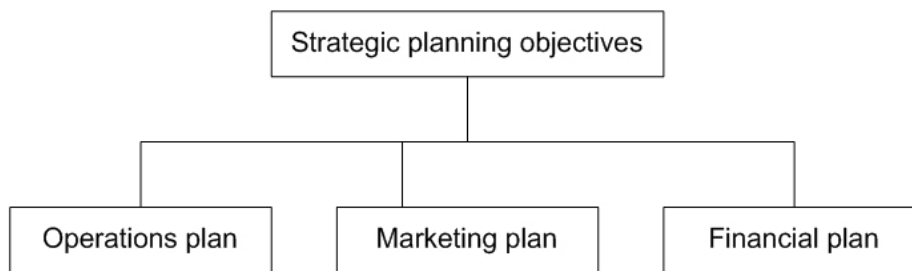 Strategic planning objectives
Operations plan
Marketing plan
Financial plan